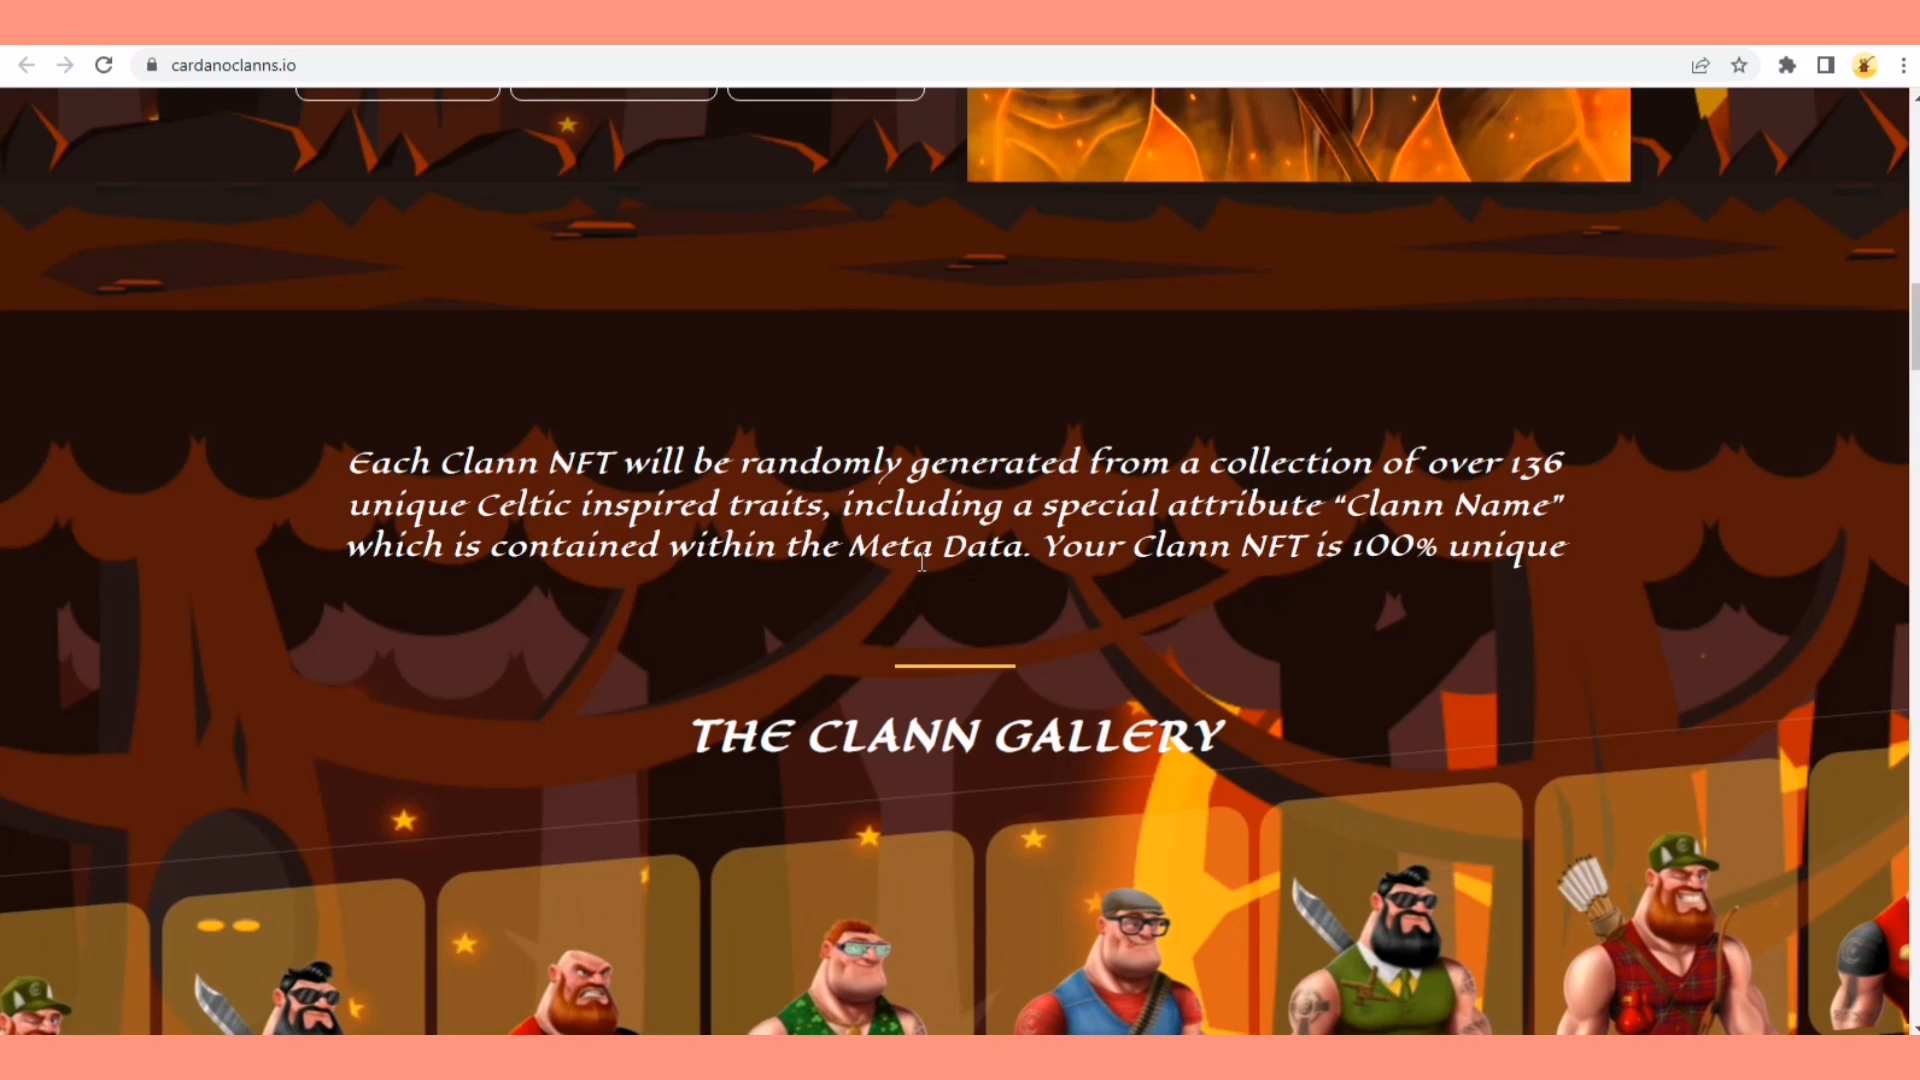 cardanoclanns.io
Each Clann NFT will be randomly generated from a collection of over 136
unique Celtic inspired traits, including a special attribute “Clann Name”
which is contained within the Meta Data. Your Clann NFT is 100% unique
THE CLANN GALLERY